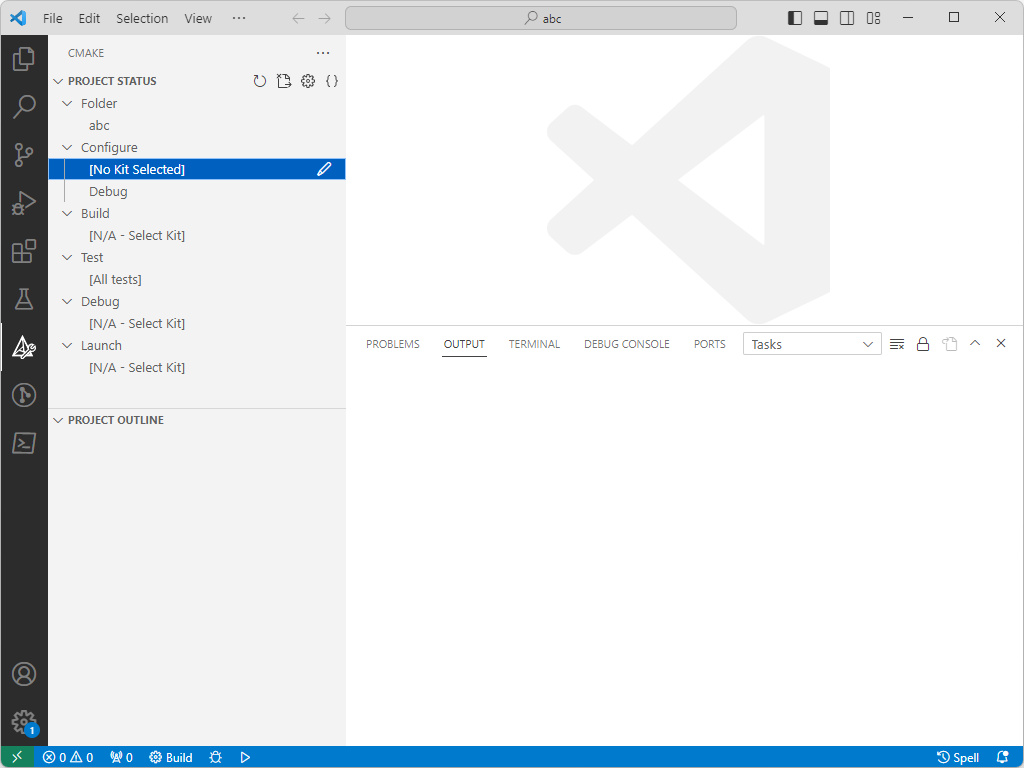 File Edit Selection View ··· abc
CMAKE ···
PROJECT STATUS
Folder
abc
Configure
[No Kit Selected]
Debug
Build
[N/A - Select Kit]
Test
[All tests]
Debug
[N/A - Select Kit]
Launch
[N/A - Select Kit]
PROJECT OUTLINE
PROBLEMS OUTPUT TERMINAL DEBUG CONSOLE PORTS Tasks
1
0 0 0 Build Spell